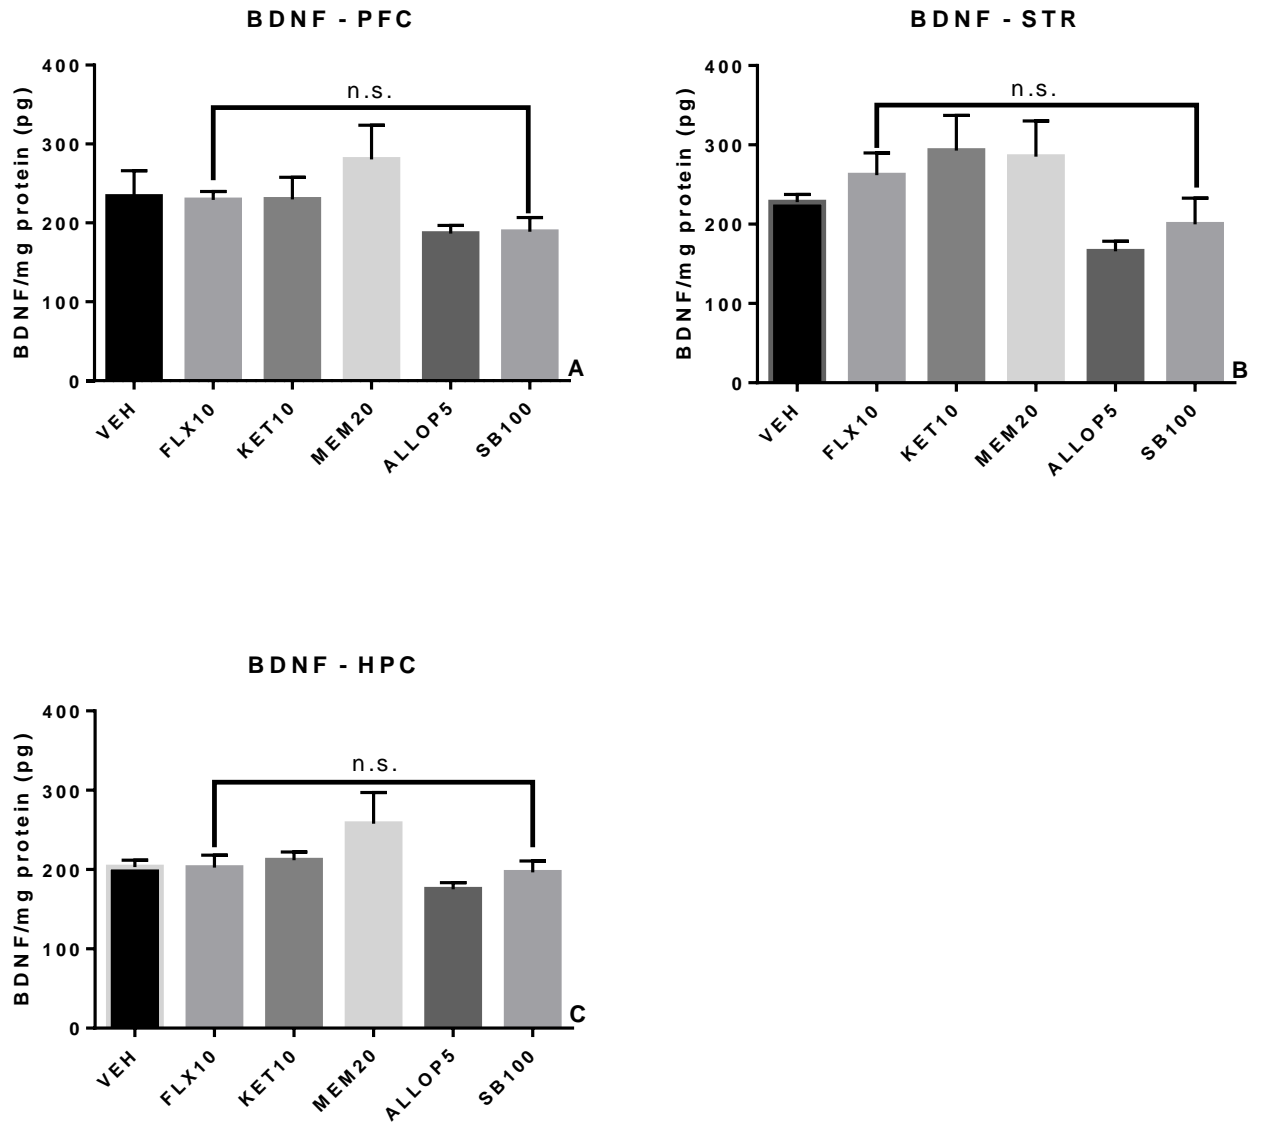 BDNF - PFC
BDNF/mg protein (pg)
400
300
200
100
0
n.s.
A
VEH
FLX10
KET10
MEM20
ALLOP5
SB100
BDNF - STR
BDNF/mg protein (pg)
400
300
200
100
0
n.s.
B
VEH
FLX10
KET10
MEM20
ALLOP5
SB100
BDNF - HPC
BDNF/mg protein (pg)
400
300
200
100
0
n.s.
C
VEH
FLX10
KET10
MEM20
ALLOP5
SB100